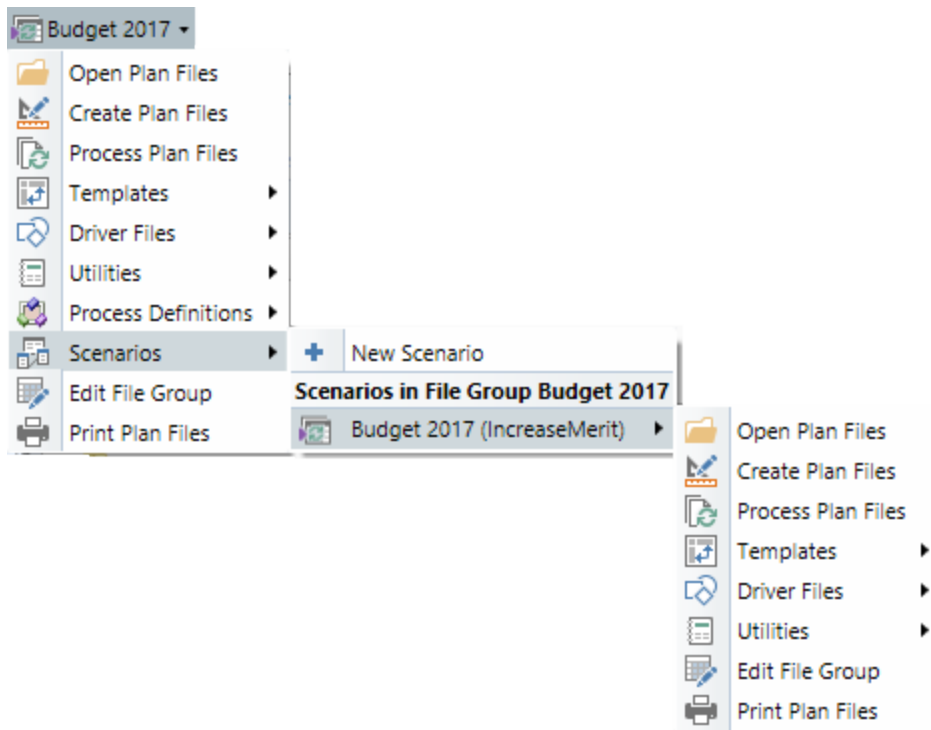 Budget 2017
Open Plan Files
Create Plan Files
Process Plan Files
Templates
Driver Files
Utilities
Process Definitions
Scenarios
Edit File Group
Print Plan Files
New Scenario
Scenarios in File Group Budget 2017
Budget 2017 (IncreaseMerit)
Open Plan Files
Create Plan Files
Process Plan Files
Templates
Driver Files
Utilities
Edit File Group
Print Plan Files